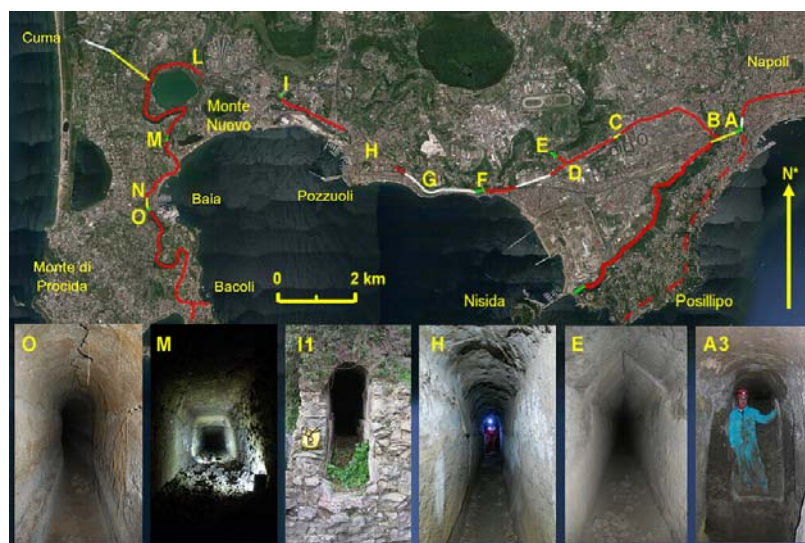 Napoli
Cuma
L
I
Monte
Nuovo
C
B A
M
E
H
D
N*
G
F
N
O
Baia
Pozzuoli
Monte di
Procida
Bacoli
0 2 km
Nisida
Posillipo
O
M
I1
H
E
A3